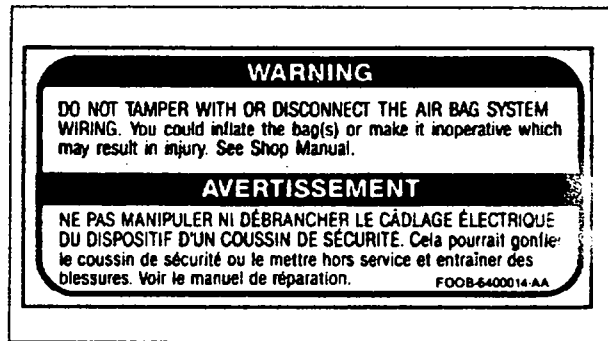 WARNING
DO NOT TAMPER WITH OR DISCONNECT THE AIR BAG SYSTEM
WIRING. You could inflate the bag(s) or make it inoperative which
may result in injury. See Shop Manual.
AVERTISSEMENT
NE PAS MANIPULER NI DÉBRANCHER LE CÂDLAGE ÉLECTRIQUE
DU DISPOSITIF D'UN COUSSIN DE SÉCURITÉ. Cela pourrait gonfler
le coussin de sécurité ou le mettre hors service et entraîner des
blessures. Voir le manuel de réparation.
FOOB-6400014-AA